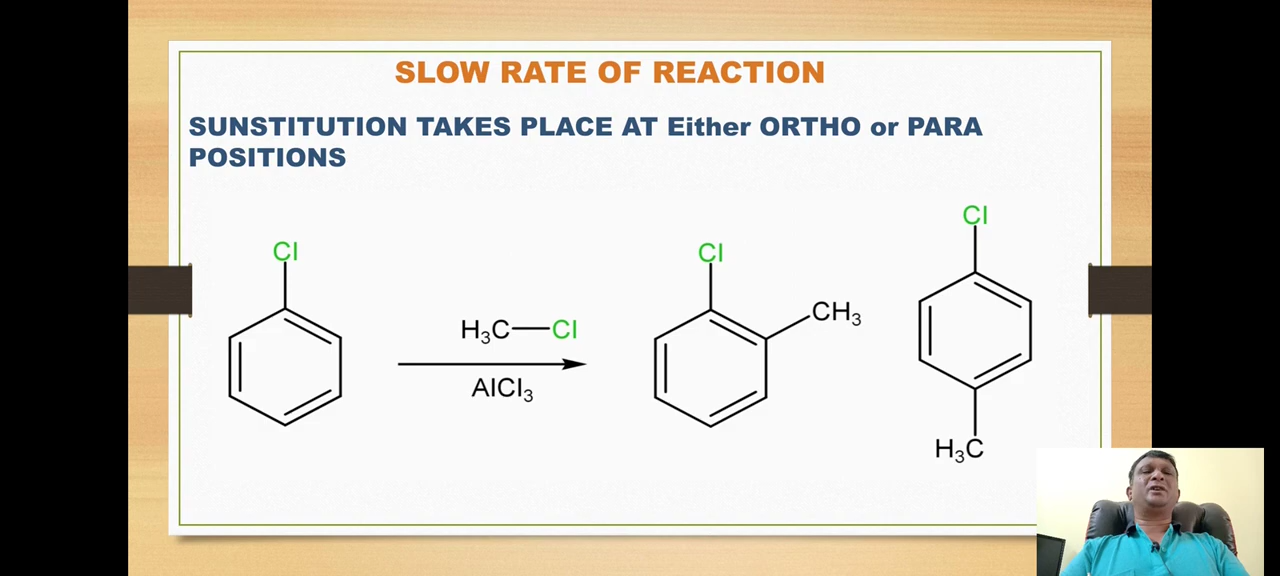 SLOW RATE OF REACTION
SUNSTITUTION TAKES PLACE AT Either ORTHO or PARA
POSITIONS
Cl
H₃C—Cl
AlCl₃
Cl
CH₃
Cl
H₃C